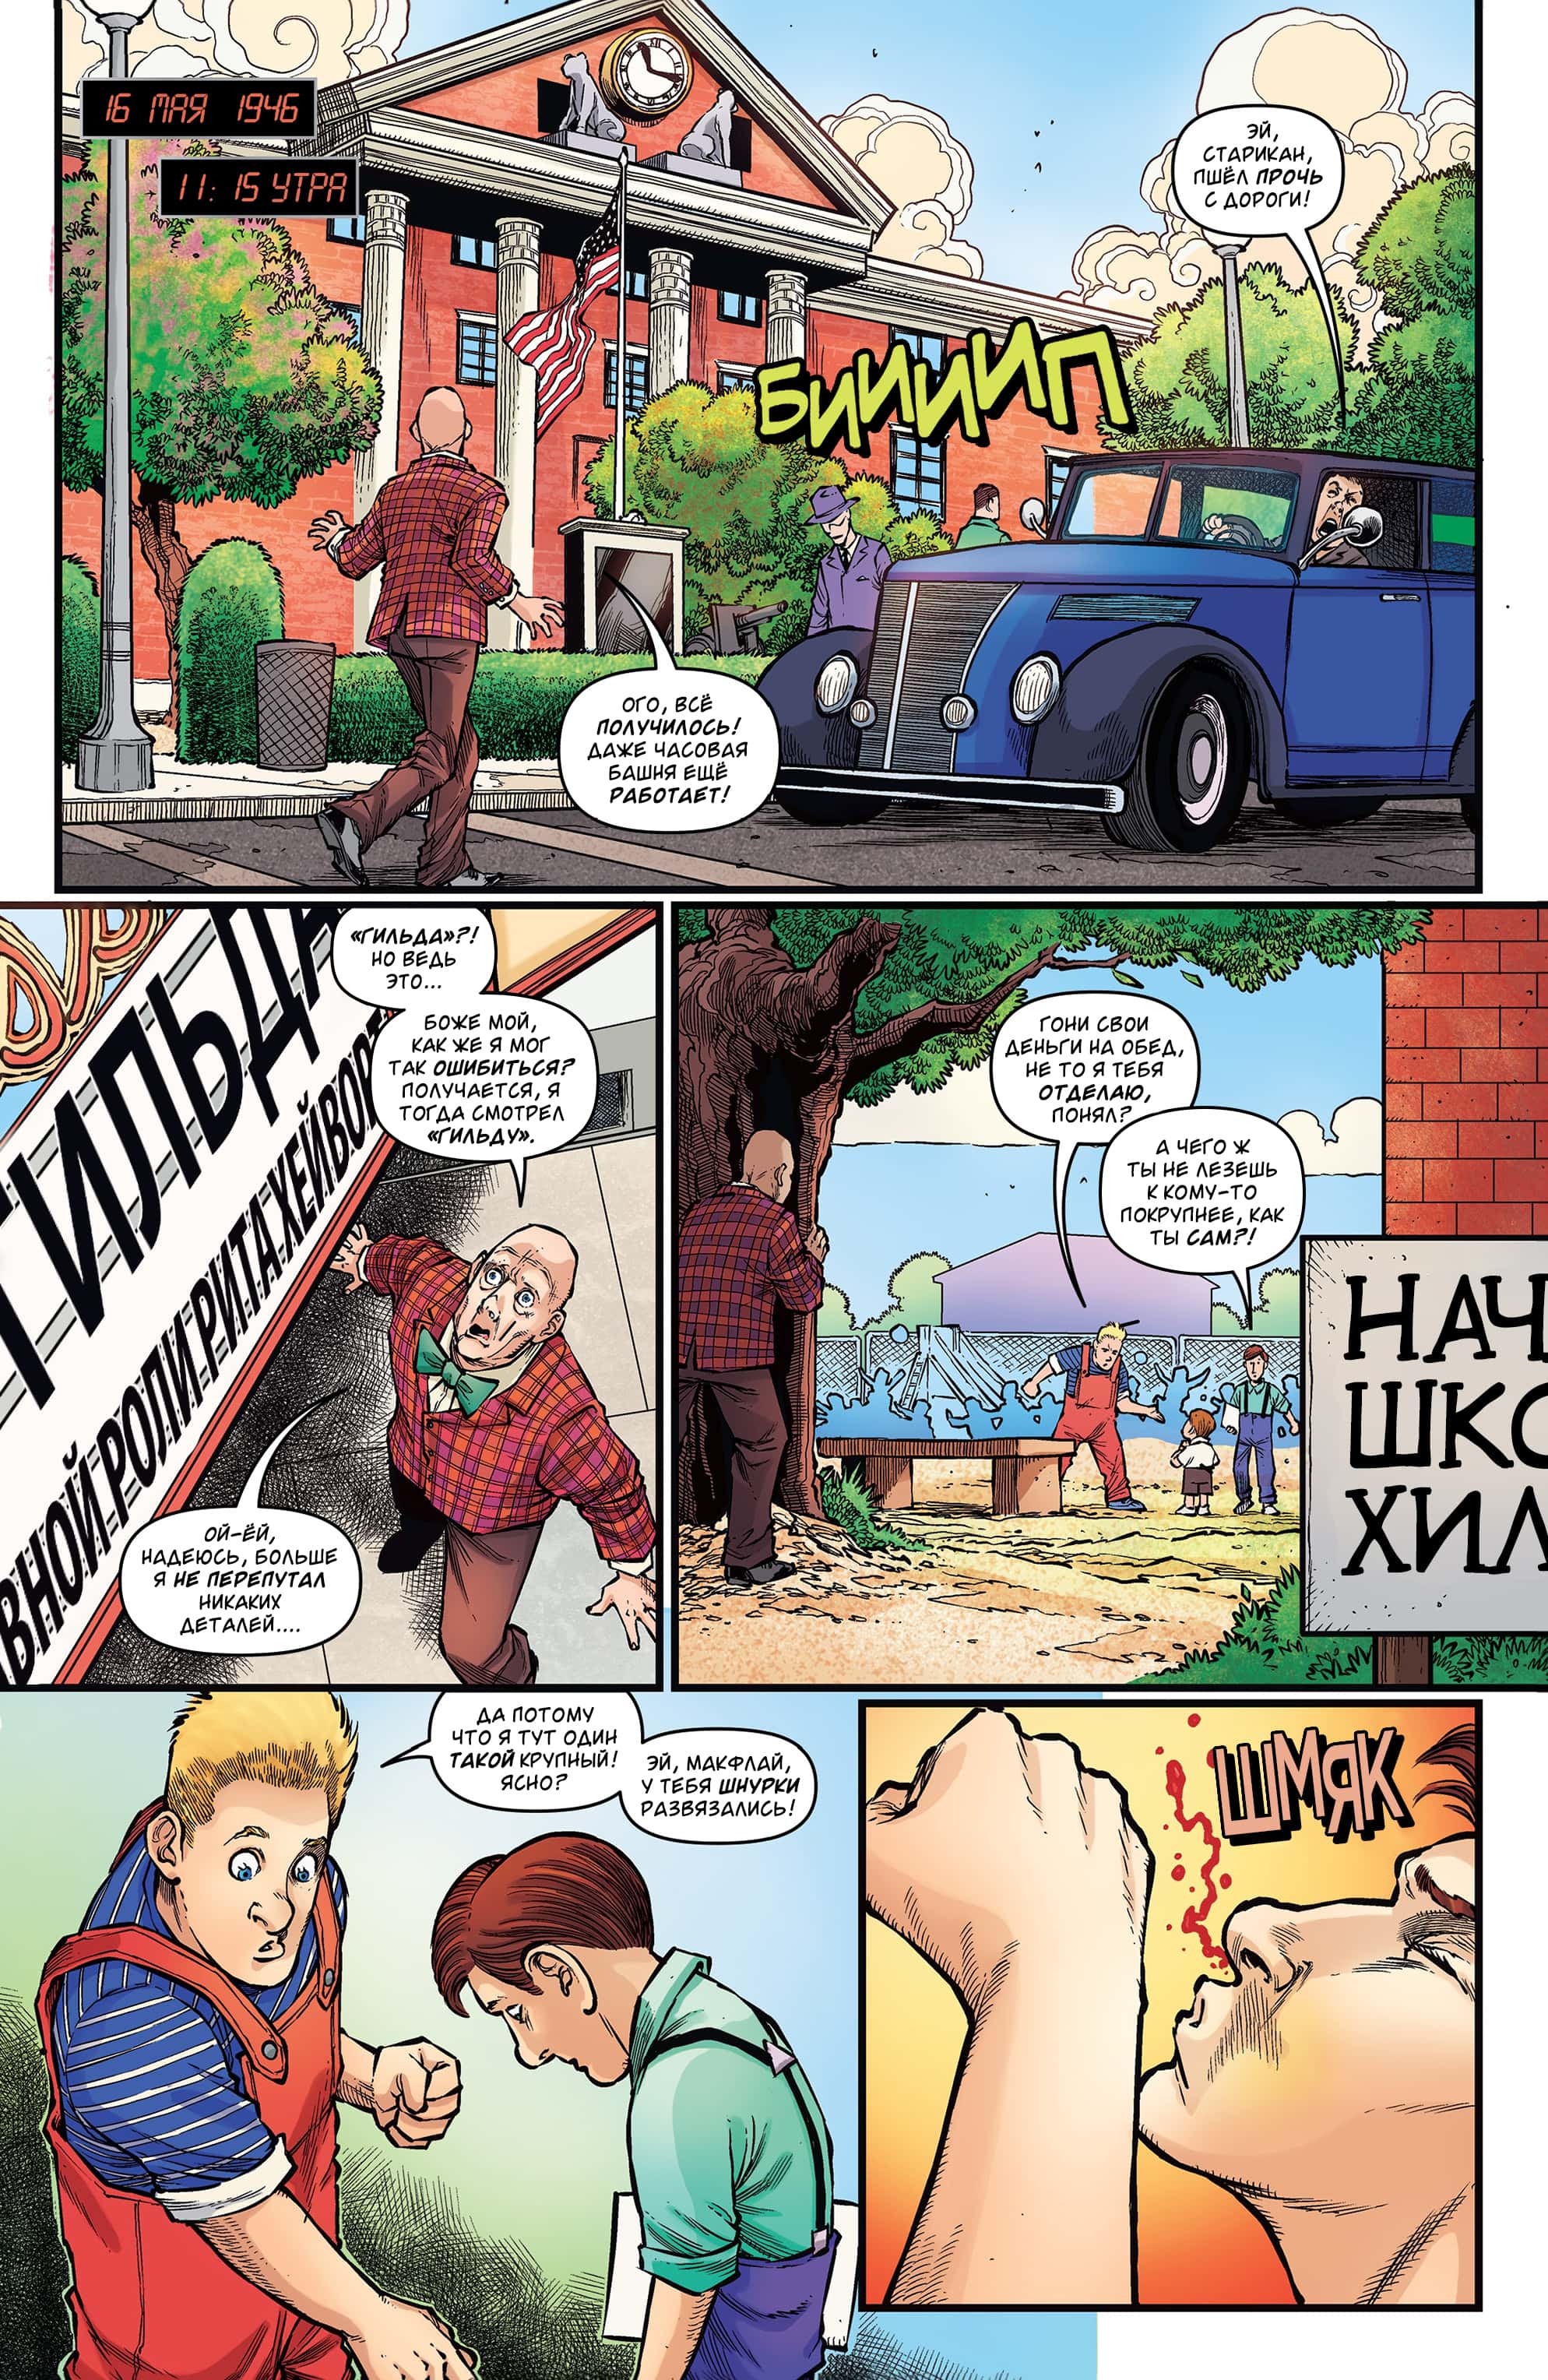 16 МАЯ 1946
11:15 УТРА
ЭЙ,
СТАРИКАН,
ПШЁЛ ПРОЧЬ
С ДОРОГИ!
БИИИИП
ОГО, ВСЁ
ПОЛУЧИЛОСЬ!
ДАЖЕ ЧАСОВАЯ
БАШНЯ ЕЩЁ
РАБОТАЕТ!
ГИЛЬДА
ВНОЙ РОЛИ РИТА ХЕЙВОР
«ГИЛЬДА»?!
НО ВЕДЬ
ЭТО...
БОЖЕ МОЙ,
КАК ЖЕ Я МОГ
ТАК ОШИБИТЬСЯ?
ПОЛУЧАЕТСЯ, Я
ТОГДА СМОТРЕЛ
«ГИЛЬДУ».
ОЙ-ЁЙ,
НАДЕЮСЬ, БОЛЬШЕ
Я НЕ ПЕРЕПУТАЛ
НИКАКИХ
ДЕТАЛЕЙ....
ГОНИ СВОИ
ДЕНЬГИ НА ОБЕД,
НЕ ТО Я ТЕБЯ
ОТДЕЛАЮ,
ПОНЯЛ?
А ЧЕГО Ж
ТЫ НЕ ЛЕЗЕШЬ
К КОМУ-ТО
ПОКРУПНЕЕ, КАК
ТЫ САМ?!
НАЧ
ШКО
ХИЛ
ДА ПОТОМУ
ЧТО Я ТУТ ОДИН
ТАКОЙ КРУПНЫЙ!
ЯСНО?
ЭЙ, МАКФЛАЙ,
У ТЕБЯ ШНУРКИ
РАЗВЯЗАЛИСЬ!
ШМЯК